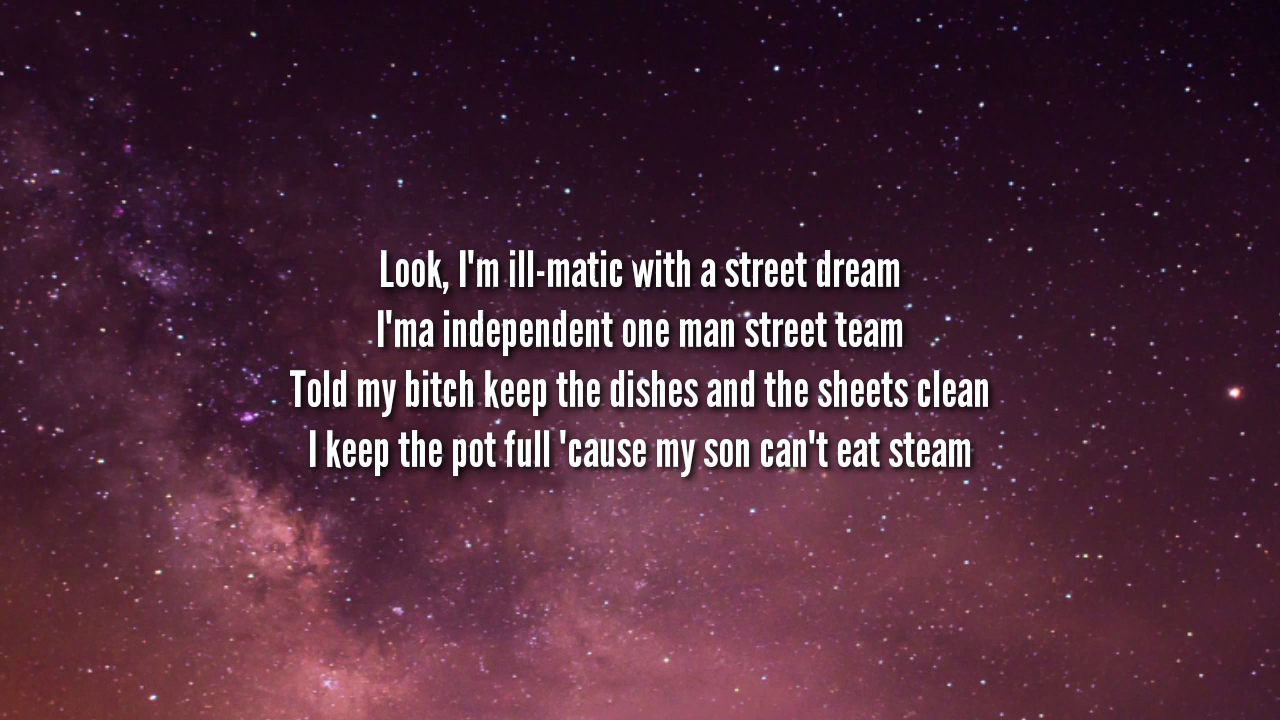 Look, I'm ill-matic with a street dream
I'ma independent one man street team
Told my bitch keep the dishes and the sheets clean
I keep the pot full 'cause my son can't eat steam